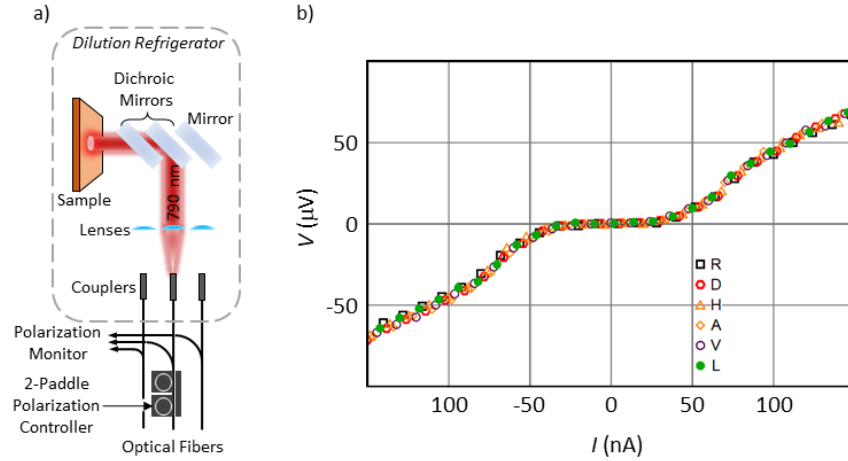 a)
Dilution Refrigerator
Dichroic
Mirrors
Mirror
790 nm
Sample
Lenses
Couplers
Polarization
Monitor
2-Paddle
Polarization
Controller
Optical Fibers
b)
V (μV)
50
0
-50
R
D
H
A
V
L
100
-50
0
50
100
I (nA)